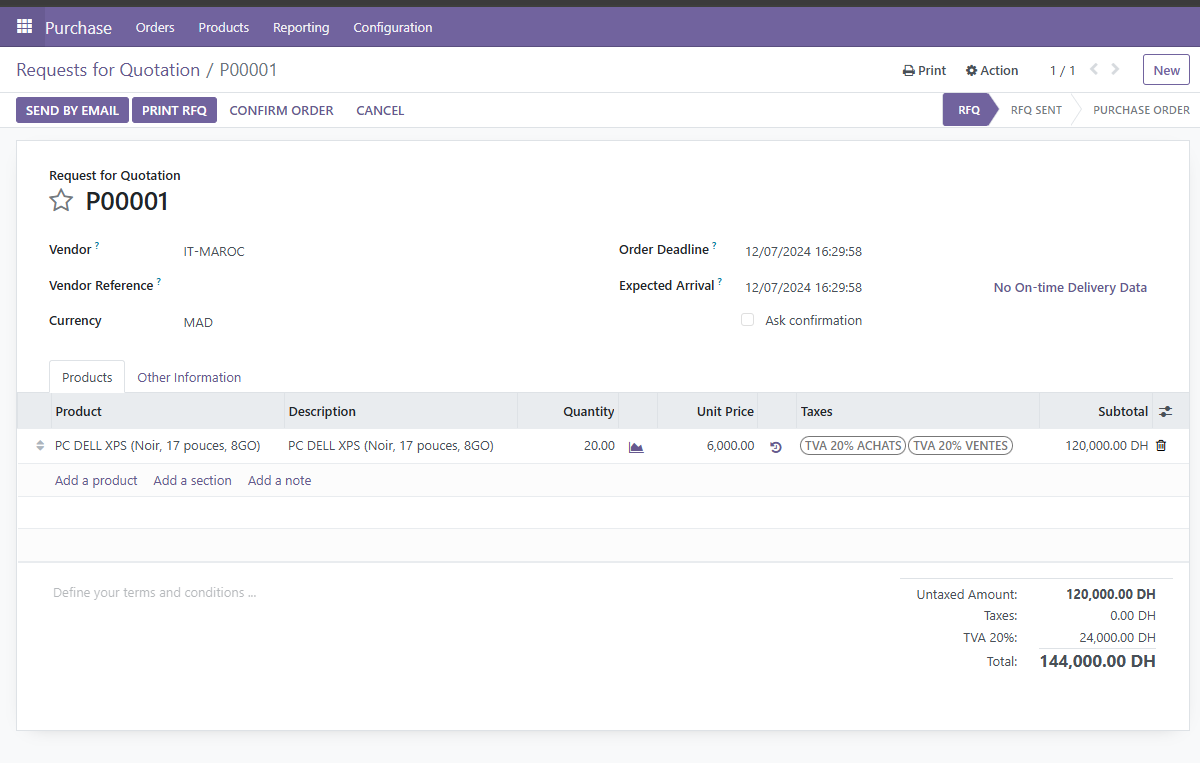 Purchase Orders Products Reporting Configuration
Requests for Quotation / P00001 Print Action 1 / 1 New
SEND BY EMAIL PRINT RFQ CONFIRM ORDER CANCEL RFQ RFQ SENT PURCHASE ORDER
Request for Quotation
P00001
Vendor ? IT-MAROC Order Deadline ? 12/07/2024 16:29:58
Vendor Reference ? Expected Arrival ? 12/07/2024 16:29:58 No On-time Delivery Data
Currency MAD Ask confirmation
Products Other Information
Product Description Quantity Unit Price Taxes Subtotal
PC DELL XPS (Noir, 17 pouces, 8GO) PC DELL XPS (Noir, 17 pouces, 8GO) 20.00 6,000.00 TVA 20% ACHATS TVA 20% VENTES 120,000.00 DH
Add a product Add a section Add a note
Define your terms and conditions ... Untaxed Amount: 120,000.00 DH
Taxes: 0.00 DH
TVA 20%: 24,000.00 DH
Total: 144,000.00 DH